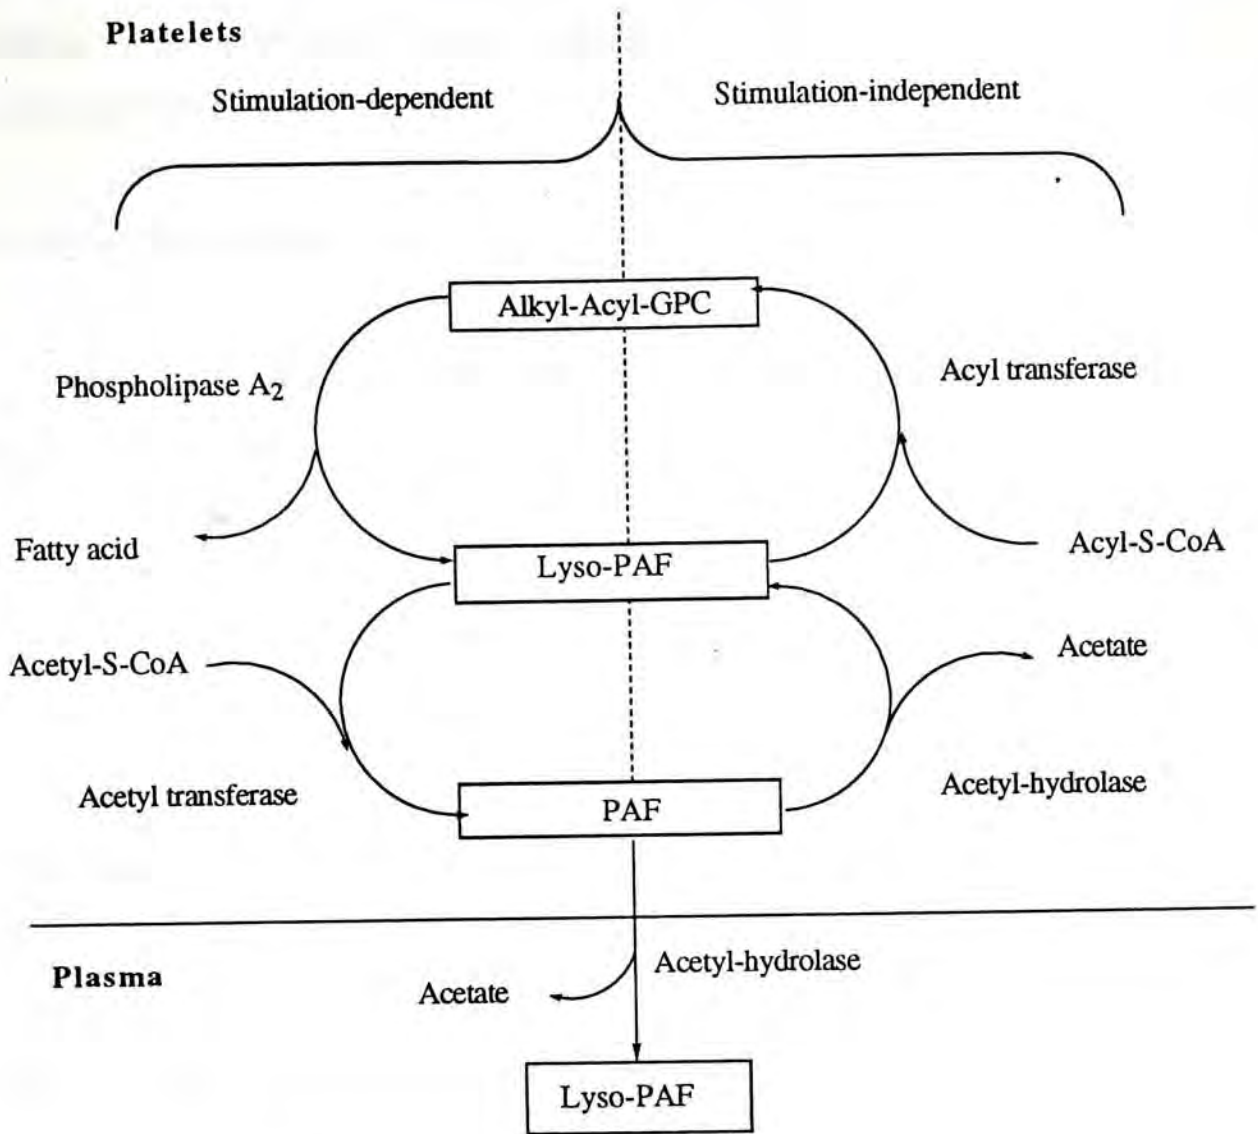 Platelets
Stimulation-dependent
Stimulation-independent
Alkyl-Acyl-GPC
Phospholipase A2
Acyl transferase
Fatty acid
Lyso-PAF
Acyl-S-CoA
Acetyl-S-CoA
Acetate
Acetyl transferase
PAF
Acetyl-hydrolase
Plasma
Acetate
Acetyl-hydrolase
Lyso-PAF